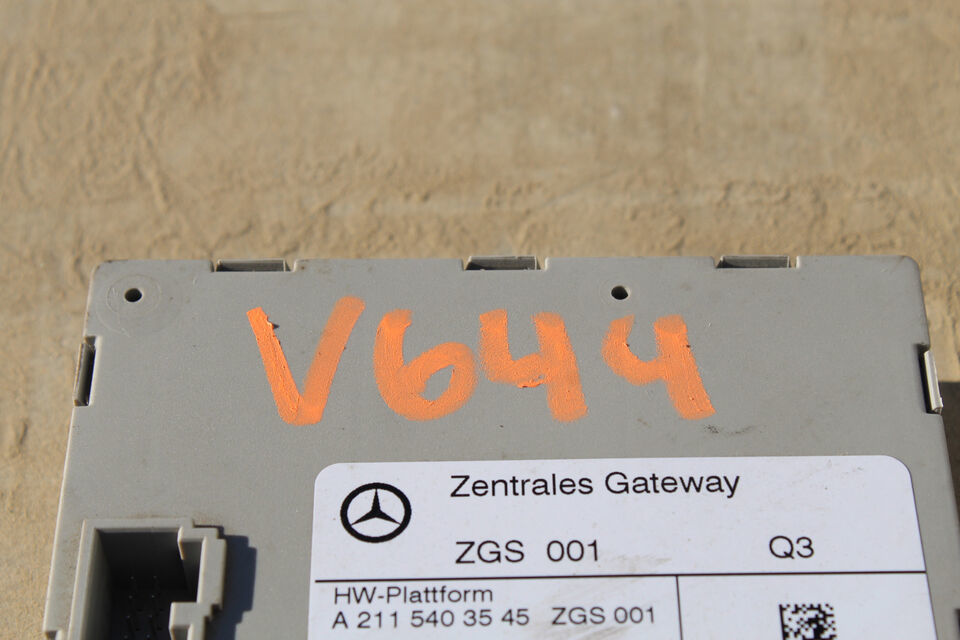 V644
Zentrales Gateway
ZGS 001 Q3
HW-Plattform
A 211 540 35 45 ZGS 001